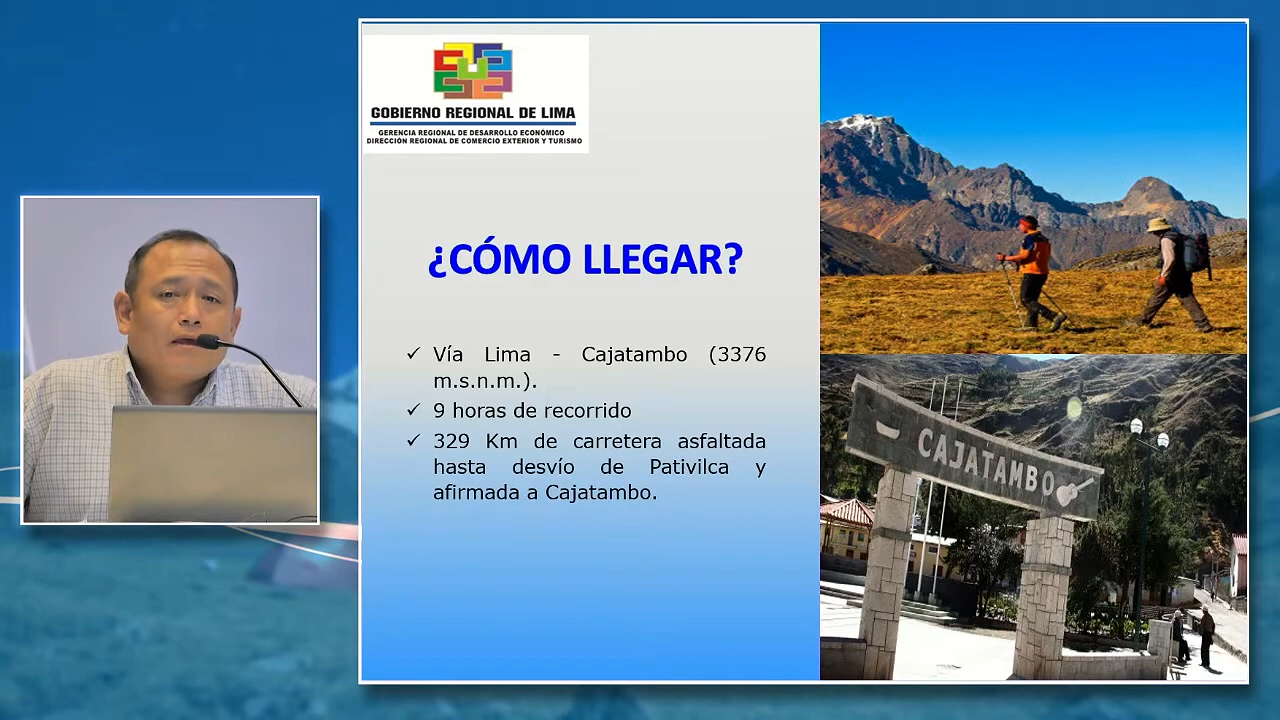 GOBIERNO REGIONAL DE LIMA
GERENCIA REGIONAL DE DESARROLLO ECONÓMICO
DIRECCIÓN REGIONAL DE COMERCIO EXTERIOR Y TURISMO
¿CÓMO LLEGAR?
✓ Vía Lima - Cajatambo (3376
m.s.n.m.).
✓ 9 horas de recorrido
✓ 329 Km de carretera asfaltada
hasta desvío de Pativilca y
afirmada a Cajatambo.
CAJATAMBO